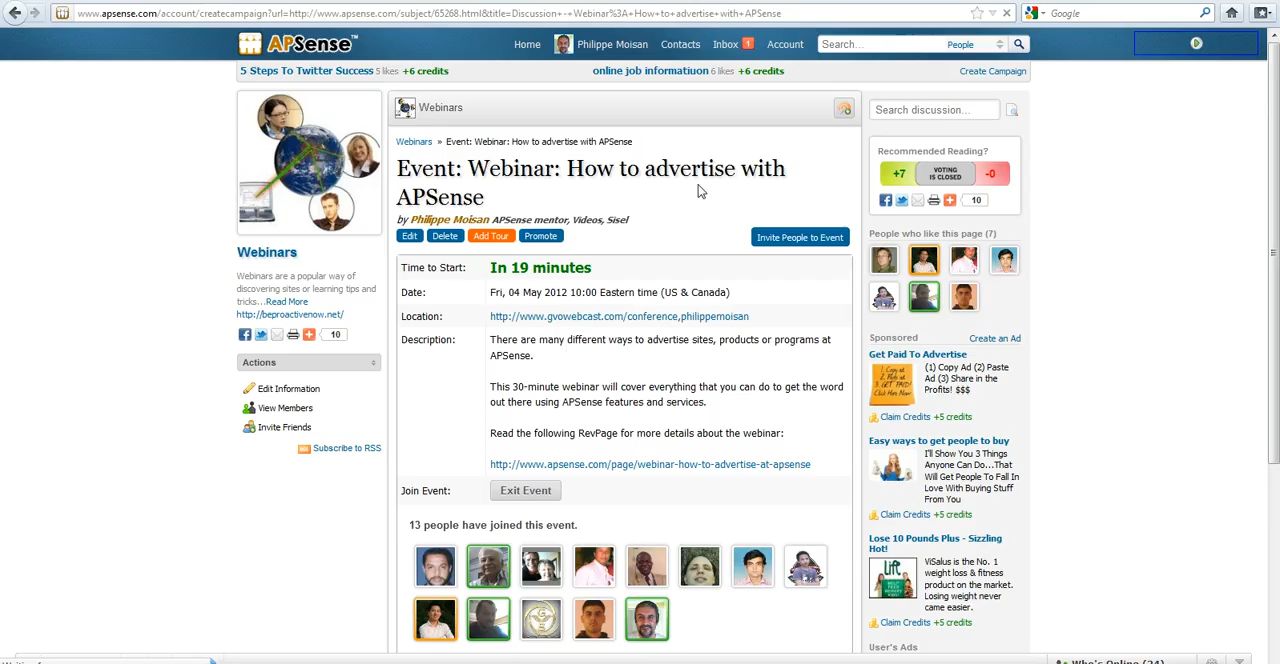 www.apsense.com/account/createcampaign?url=http://www.apsense.com/subject/65268.html&title=Discussion - Webinar%3A+How+to+advertise+with+APSense
Google
APSense™
Home
Philippe Moisan
Contacts
Inbox 1
Account
Search...
People
5 Steps To Twitter Success 5 likes +6 credits
online job informatiuon 6 likes +6 credits
Create Campaign
Webinars
Webinars are a popular way of
discovering sites or learning tips and
tricks...Read More
http://beproactivenow.net/
10
Actions
Edit Information
View Members
Invite Friends
Subscribe to RSS
Webinars
Webinars » Event: Webinar: How to advertise with APSense
Event: Webinar: How to advertise with
APSense
by Philippe Moisan APSense mentor, Videos, Sisel
Edit
Delete
Add Tour
Promote
Invite People to Event
Time to Start: In 19 minutes
Date: Fri, 04 May 2012 10:00 Eastern time (US & Canada)
Location: http://www.gvowebcast.com/conference,philippemoisan
Description: There are many different ways to advertise sites, products or programs at
APSense.
This 30-minute webinar will cover everything that you can do to get the word
out there using APSense features and services.
Read the following RevPage for more details about the webinar:
http://www.apsense.com/page/webinar-how-to-advertise-at-apsense
Join Event: Exit Event
13 people have joined this event.
Search discussion...
Recommended Reading?
+7 VOTING IS CLOSED -0
10
People who like this page (7)
Sponsored
Create an Ad
Get Paid To Advertise
(1) Copy Ad (2) Paste
Ad (3) Share in the
Profits! $$$
Claim Credits +5 credits
Easy ways to get people to buy
I'll Show You 3 Things
Anyone Can Do...That
Will Get People To Fall In
Love With Buying Stuff
From You
Claim Credits +5 credits
Lose 10 Pounds Plus - Sizzling
Hot!
ViSalus is the No. 1
weight loss & fitness
product on the market.
Losing weight never
came easier.
Claim Credits +5 credits
User's Ads
Who's Online (24)